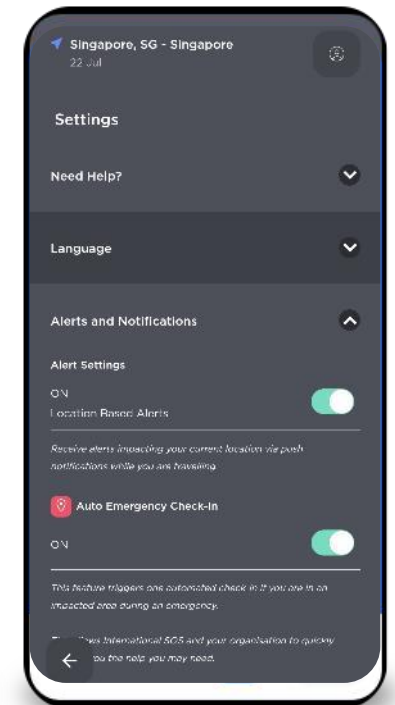 Singapore, SG - Singapore
22 Jul
Settings
Need Help?
Language
Alerts and Notifications
Alert Settings
ON
Location Based Alerts
Receive alerts impacting your current location via push
notifications while you are travelling
Auto Emergency Check-In
ON
This feature triggers one automated check in if you are in an
impacted area during an emergency.
International SOS and your organisation to quickly
you the help you may need.